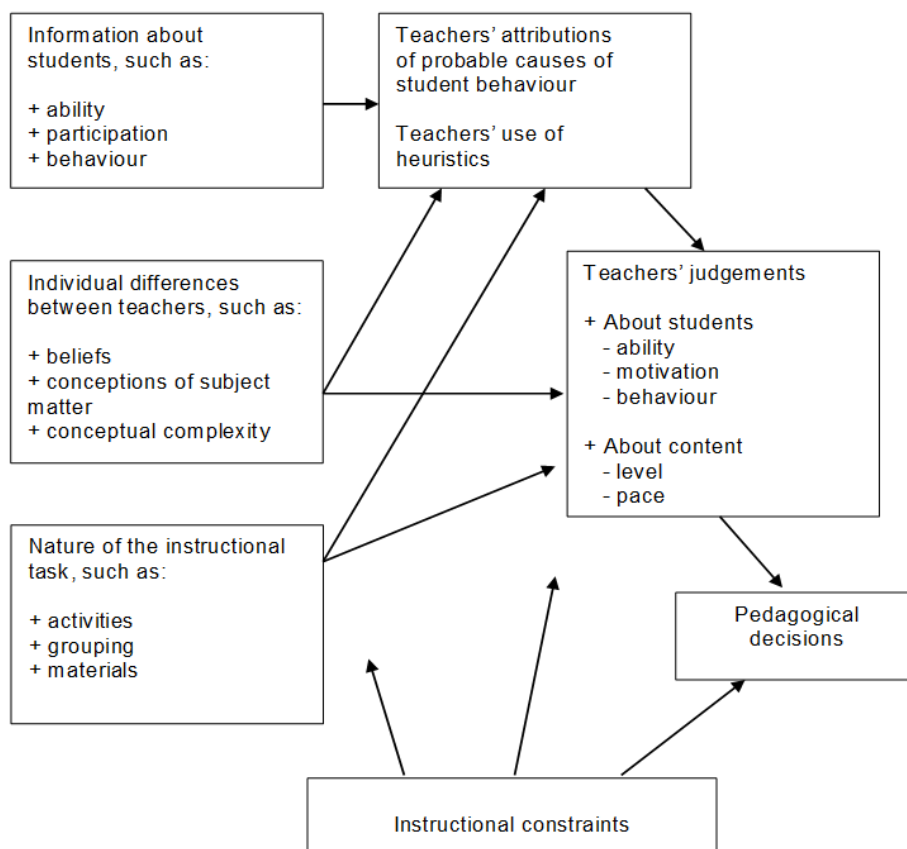 Information about
students, such as:
+ ability
+ participation
+ behaviour
Teachers’ attributions
of probable causes of
student behaviour
Teachers’ use of
heuristics
Individual differences
between teachers, such as:
+ beliefs
+ conceptions of subject
matter
+ conceptual complexity
Teachers’ judgements
+ About students
- ability
- motivation
- behaviour
+ About content
- level
- pace
Nature of the instructional
task, such as:
+ activities
+ grouping
+ materials
Pedagogical
decisions
Instructional constraints